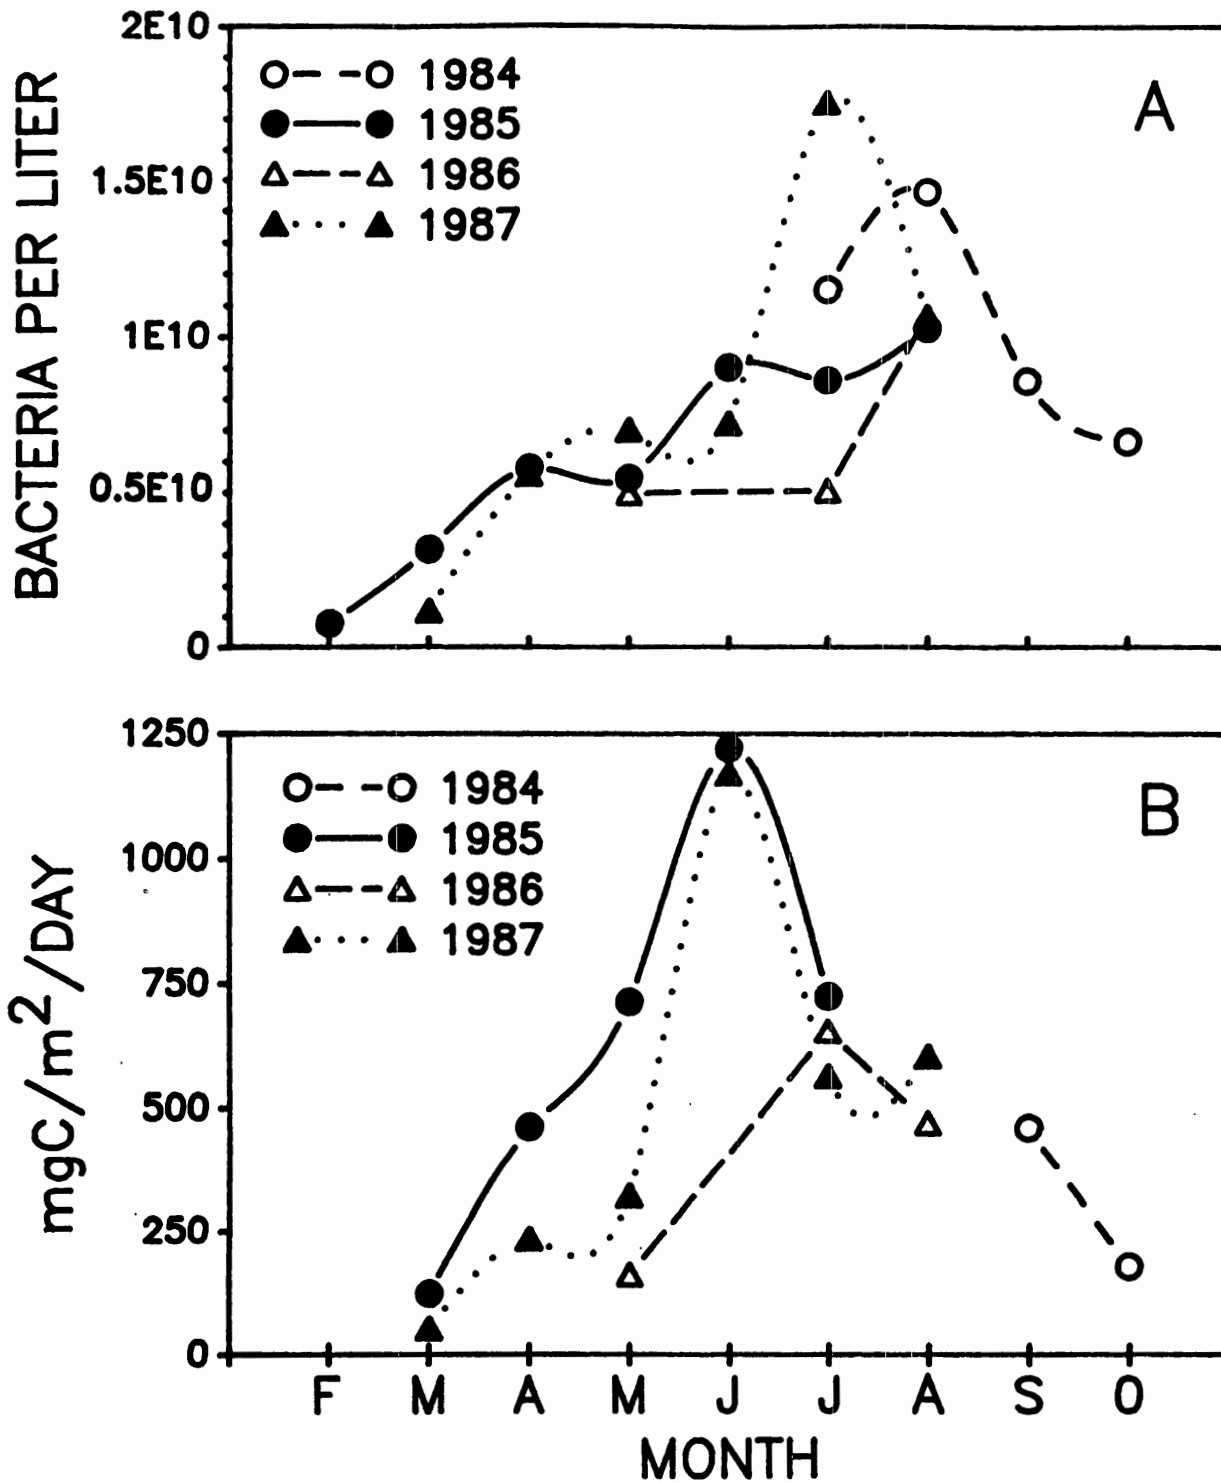 2E10
1.5E10
1E10
0.5E10
0
BACTERIA PER LITER
1984
1985
1986
1987
A
1250
1000
750
500
250
0
mgC/m²/DAY
1984
1985
1986
1987
B
F M A M J J A S O
MONTH